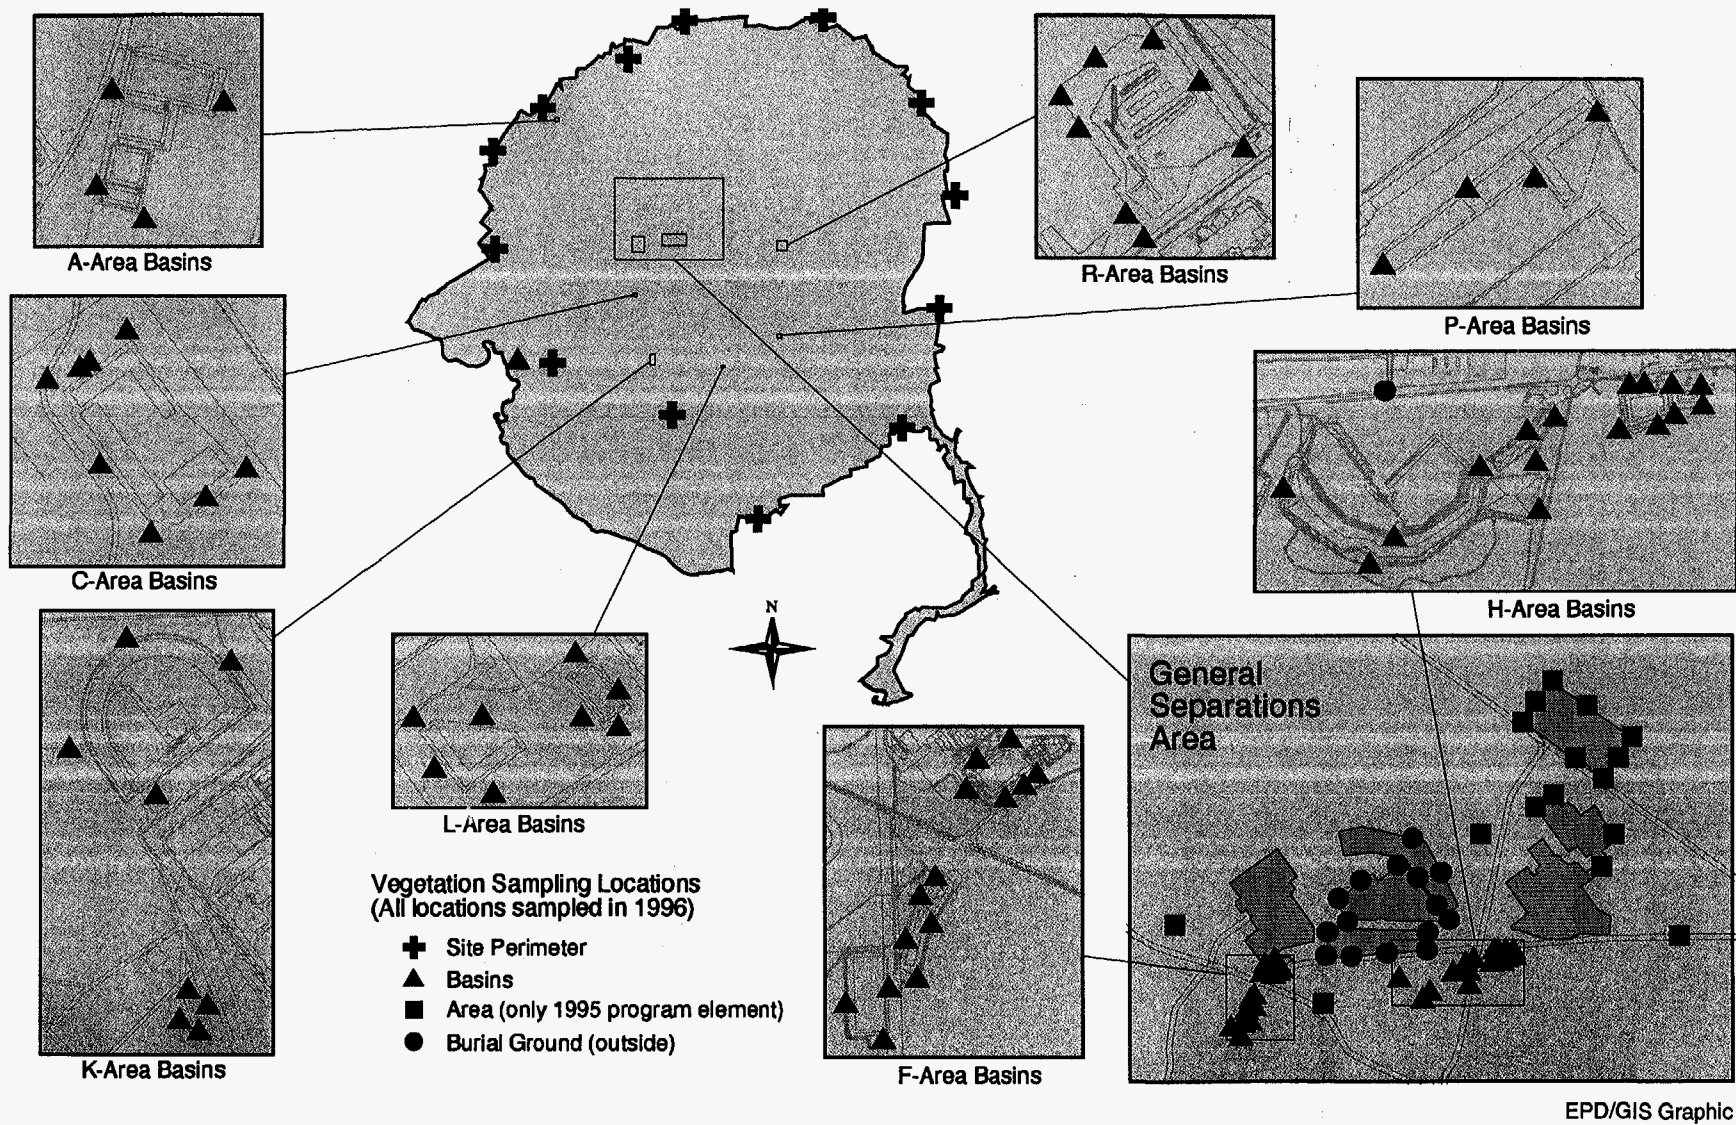 A-Area Basins
R-Area Basins
P-Area Basins
C-Area Basins
H-Area Basins
N
General
Separations
Area
L-Area Basins
Vegetation Sampling Locations
(All locations sampled in 1996)
Site Perimeter
Basins
Area (only 1995 program element)
Burial Ground (outside)
K-Area Basins
F-Area Basins
EPD/GIS Graphic